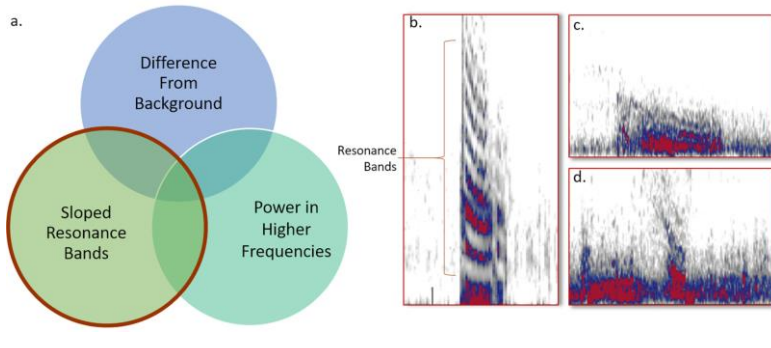 a.
Difference
From
Background
Sloped
Resonance
Bands
Power in
Higher
Frequencies
b.
Resonance
Bands
c.
d.